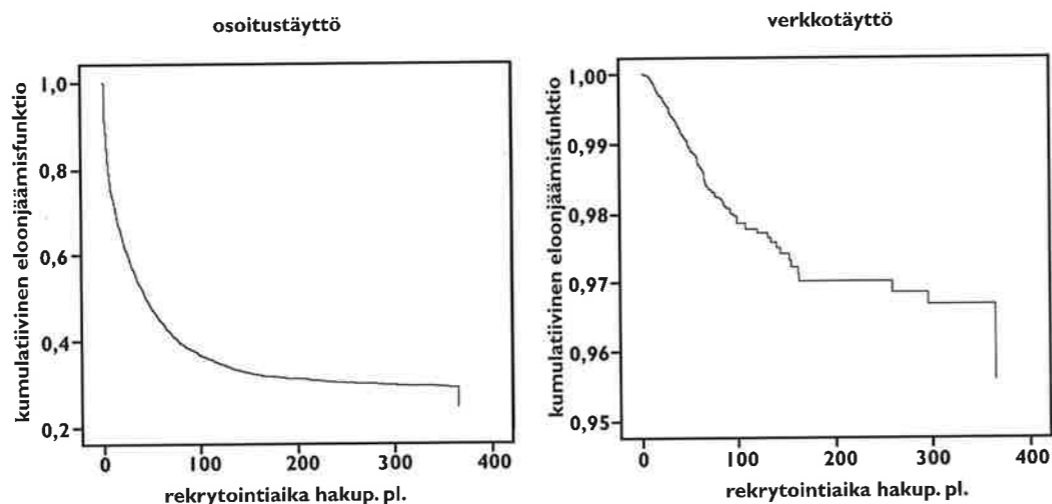 osoitustäyttö
kumulatiivinen eloonjäämisfunktio
1,0
0,8
0,6
0,4
0,2
0 100 200 300 400
rekrytointiaika hakup. pl.
verkkotäyttö
kumulatiivinen eloonjäämisfunktio
1,00
0,99
0,98
0,97
0,96
0,95
0 100 200 300 400
rekrytointiaika hakup. pl.